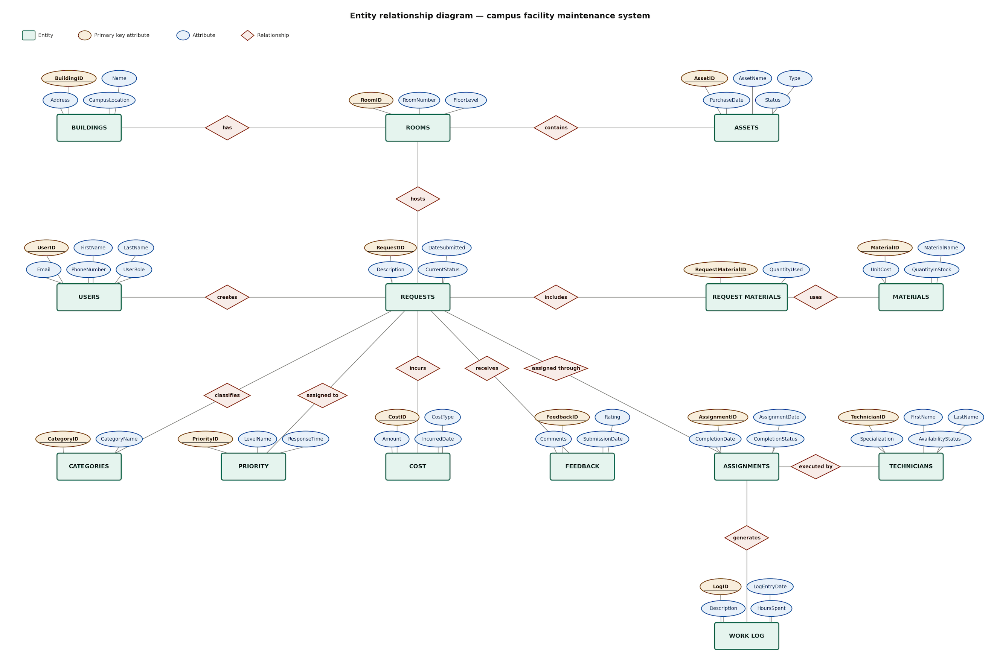 Entity relationship diagram — campus facility maintenance system
Entity
Primary key attribute
Attribute
Relationship
BuildingID
Name
Address
CampusLocation
BUILDINGS
has
RoomID
RoomNumber
FloorLevel
ROOMS
contains
AssetID
AssetName
Type
PurchaseDate
Status
ASSETS
hosts
UserID
FirstName
LastName
Email
PhoneNumber
UserRole
USERS
creates
RequestID
DateSubmitted
Description
CurrentStatus
REQUESTS
includes
RequestMaterialID
QuantityUsed
REQUEST MATERIALS
uses
MaterialID
MaterialName
UnitCost
QuantityInStock
MATERIALS
classifies
assigned to
incurs
receives
assigned through
CategoryID
CategoryName
CATEGORIES
PriorityID
LevelName
ResponseTime
PRIORITY
CostID
CostType
Amount
IncurredDate
COST
FeedbackID
Rating
Comments
SubmissionDate
FEEDBACK
AssignmentID
AssignmentDate
CompletionDate
CompletionStatus
ASSIGNMENTS
executed by
TechnicianID
FirstName
LastName
Specialization
AvailabilityStatus
TECHNICIANS
generates
LogID
LogEntryDate
Description
HoursSpent
WORK LOG